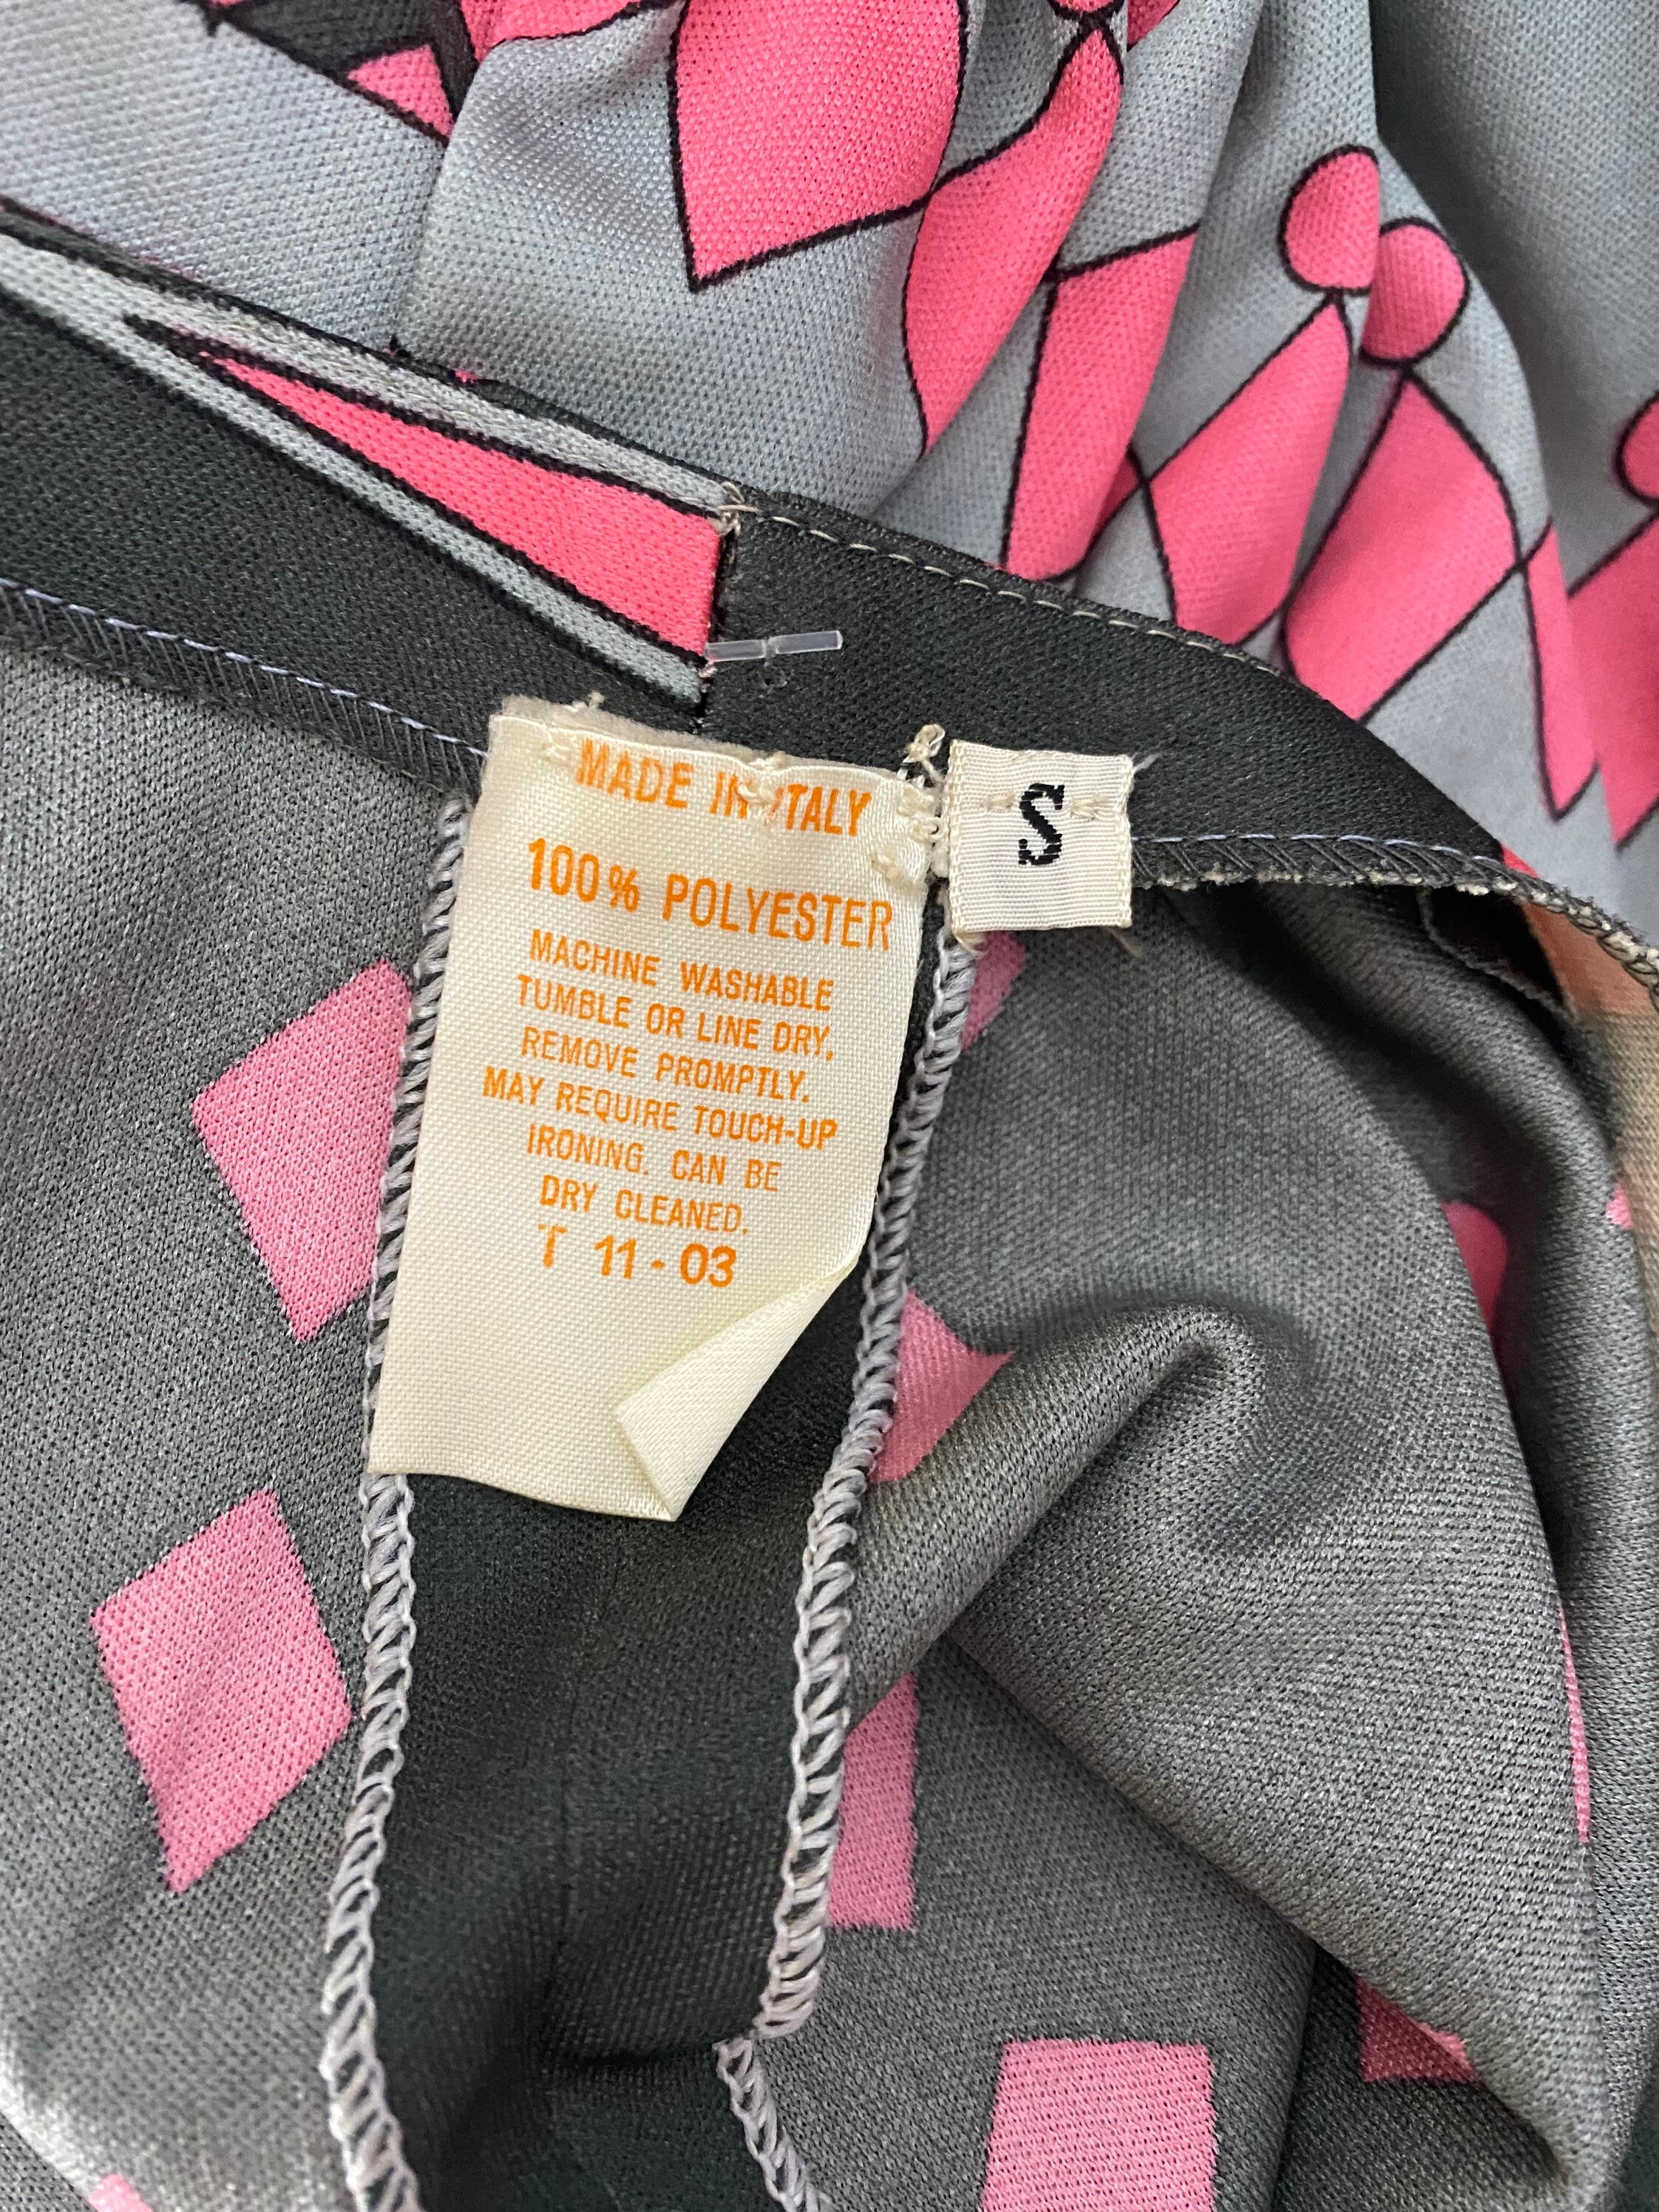 MADE IN ITALY
100% POLYESTER
MACHINE WASHABLE
TUMBLE OR LINE DRY,
REMOVE PROMPTLY.
MAY REQUIRE TOUCH-UP
IRONING. CAN BE
DRY CLEANED.
T 11-03
S